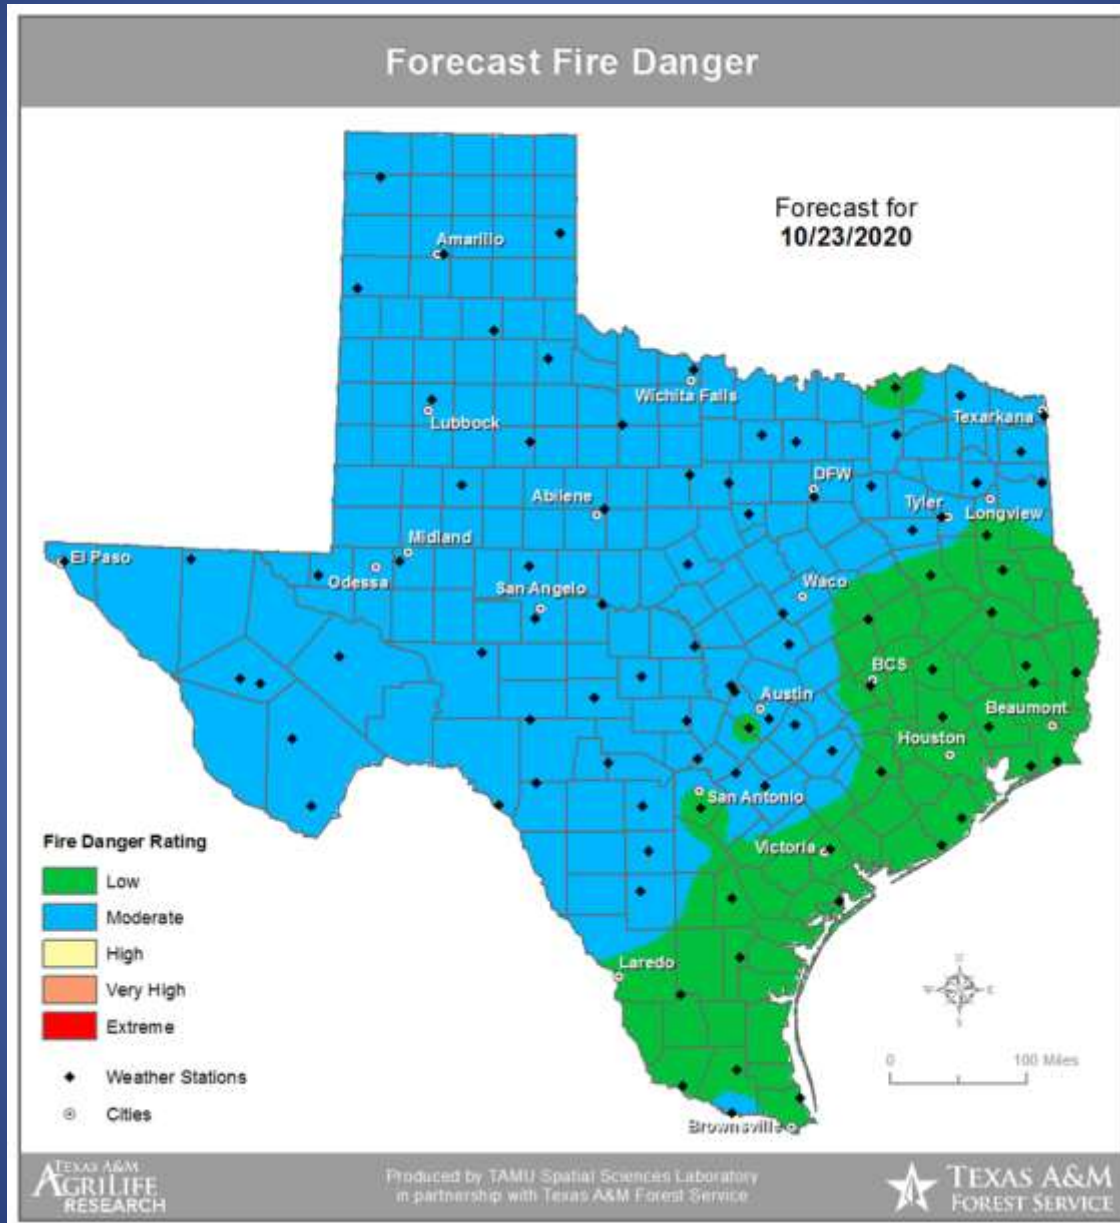 Forecast Fire Danger
Forecast for
10/23/2020
Amarillo
Wichita Falls
Lubbock
Texarkana
DFW
Abilene
Tyler
Longview
Midland
El Paso
Odessa
San Angelo
Waco
BCS
Austin
Beaumont
Houston
San Antonio
Victoria
Laredo
Brownsville
Fire Danger Rating
Low
Moderate
High
Very High
Extreme
Weather Stations
Cities
N
W E
S
0 100 Miles
TEXAS A&M
AGRILIFE
RESEARCH
Produced by TAMU Spatial Sciences Laboratory
in partnership with Texas A&M Forest Service
TEXAS A&M
FOREST SERVICE